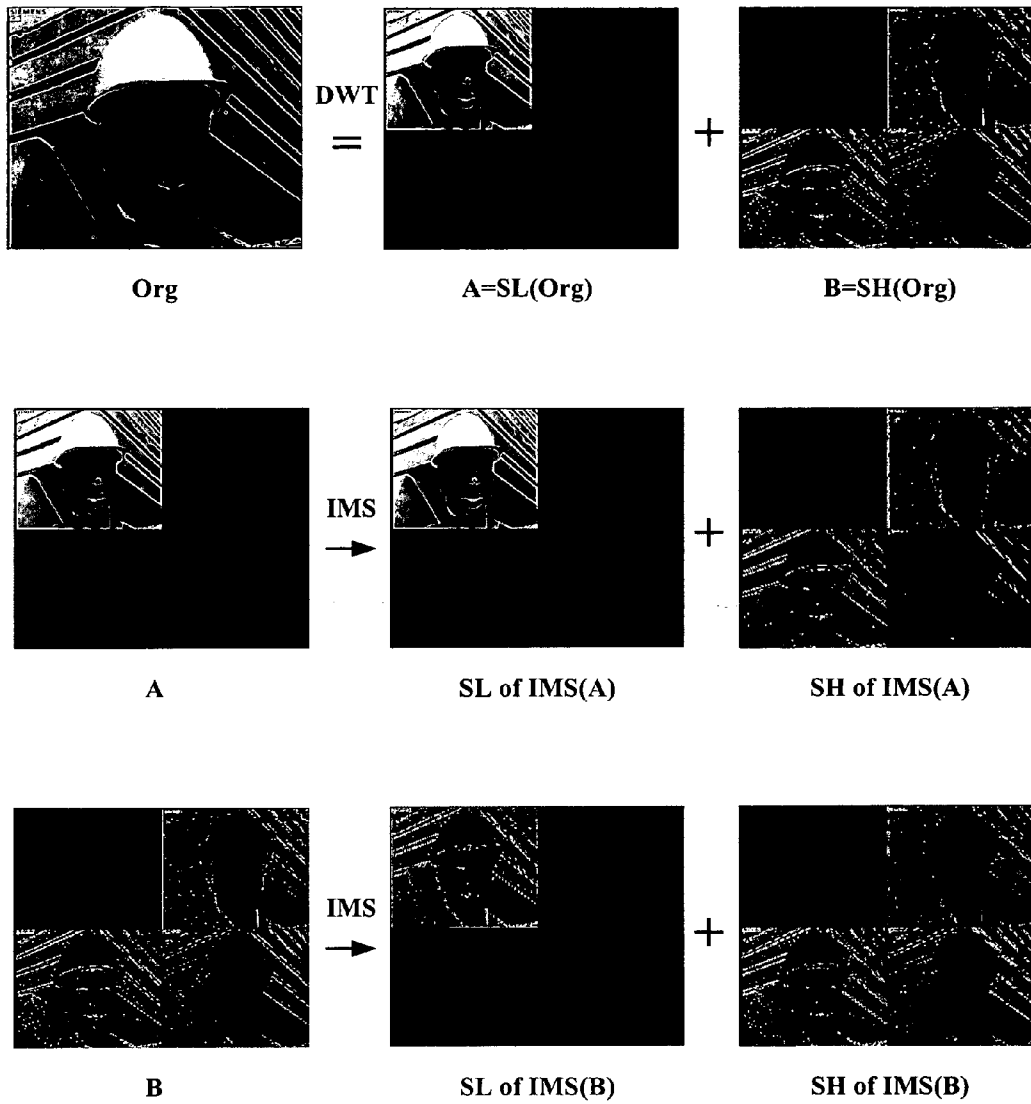 SIEMENS
DWT
=
+
Org
A=SL(Org)
B=SH(Org)
IMS
+
A
SL of IMS(A)
SH of IMS(A)
IMS
+
B
SL of IMS(B)
SH of IMS(B)